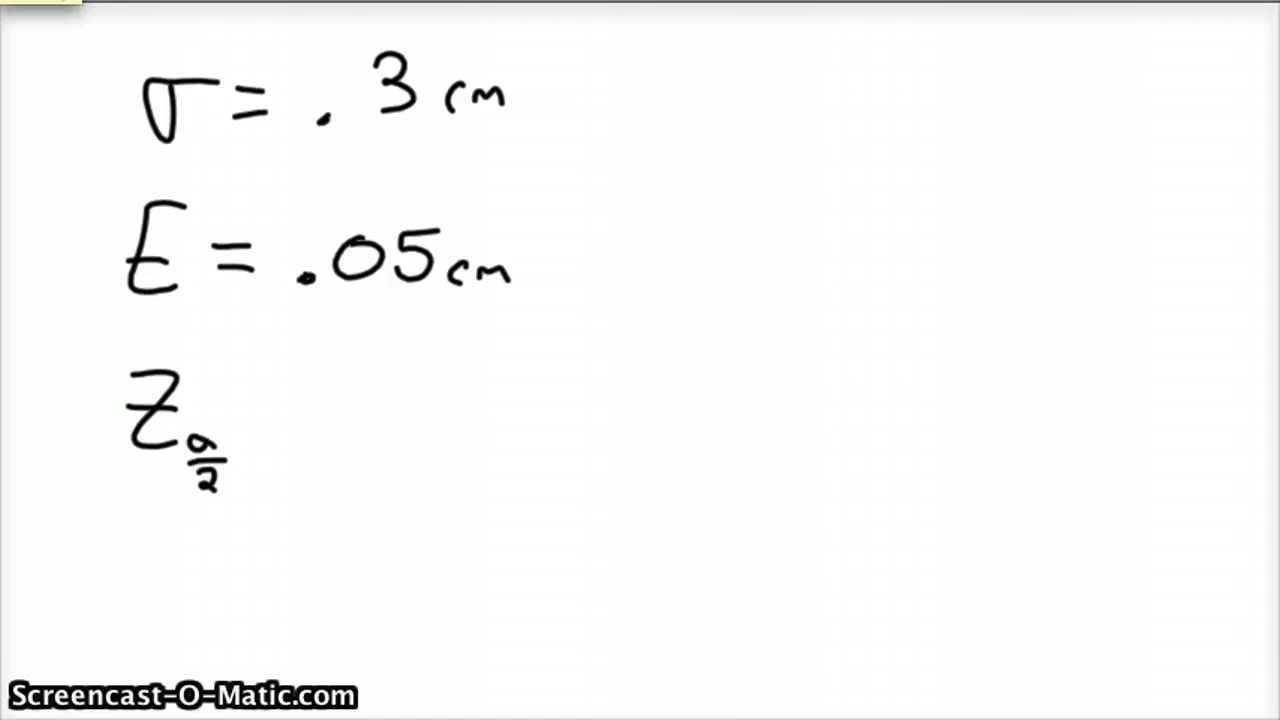 σ = .3 cm
E = .05 cm
Z α/2
Screencast-O-Matic.com